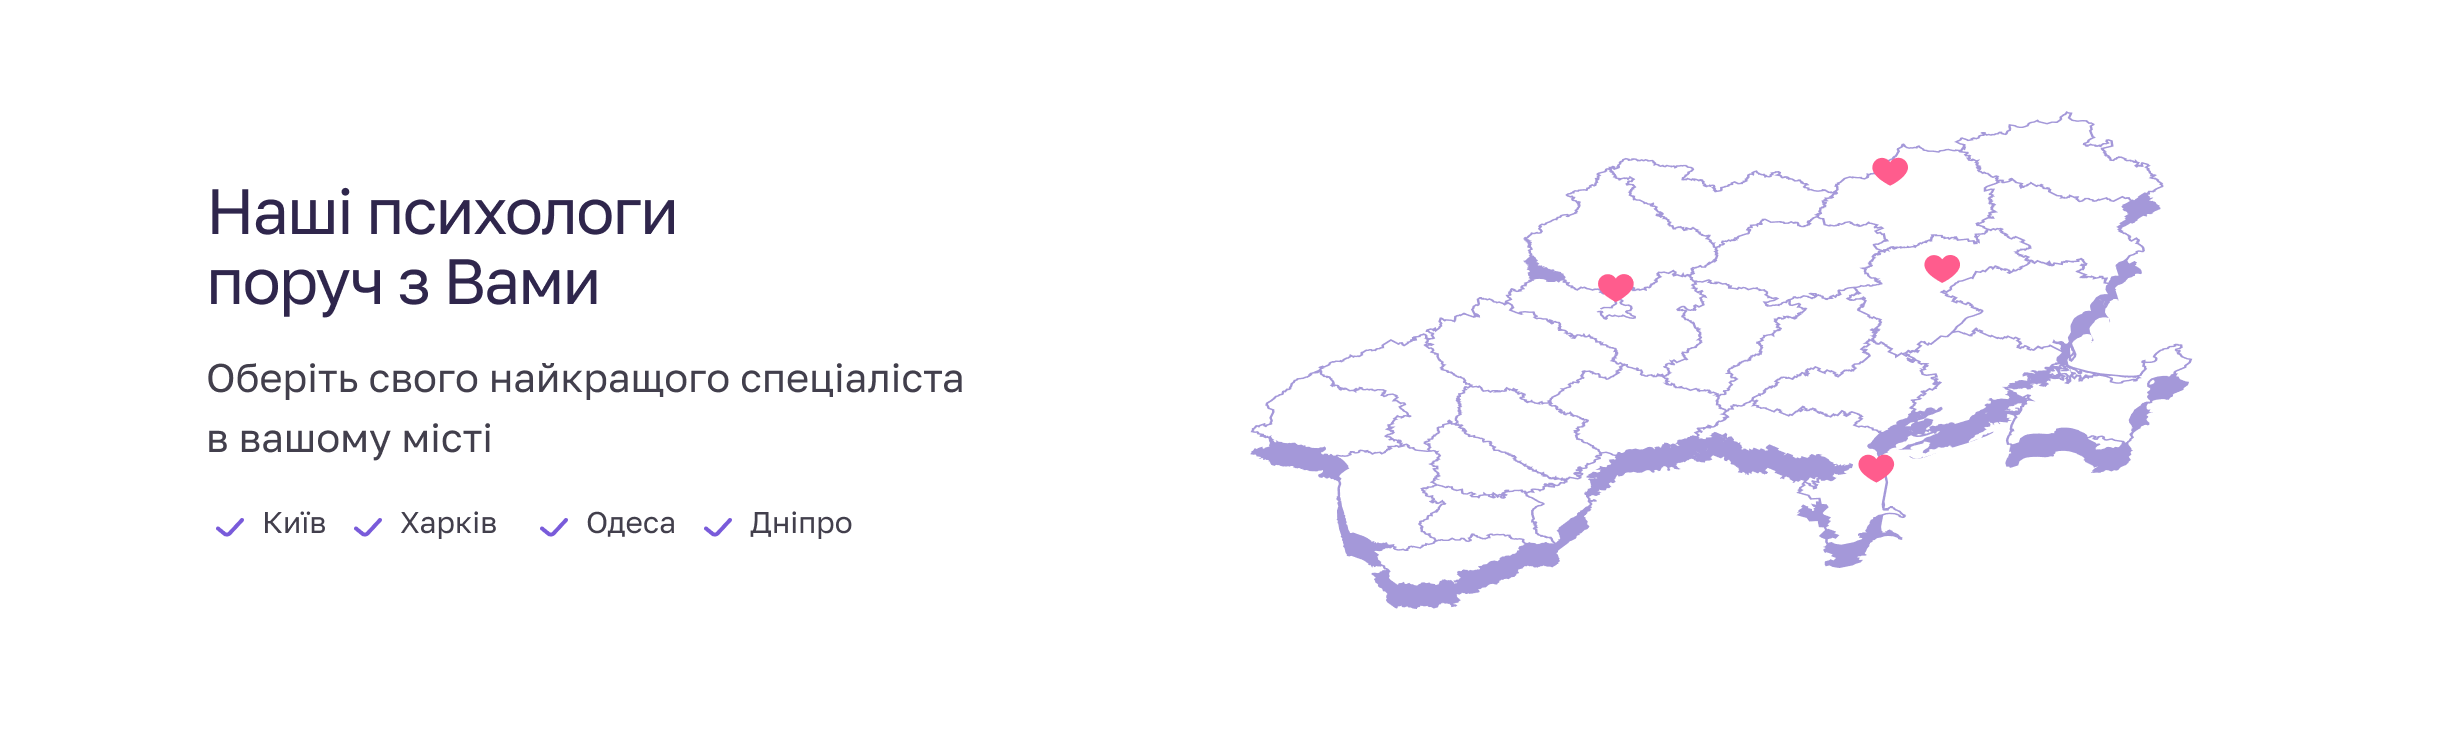 Наші психологи
поруч з Вами
Оберіть свого найкращого спеціаліста
в вашому місті
Київ Харків Одеса Дніпро